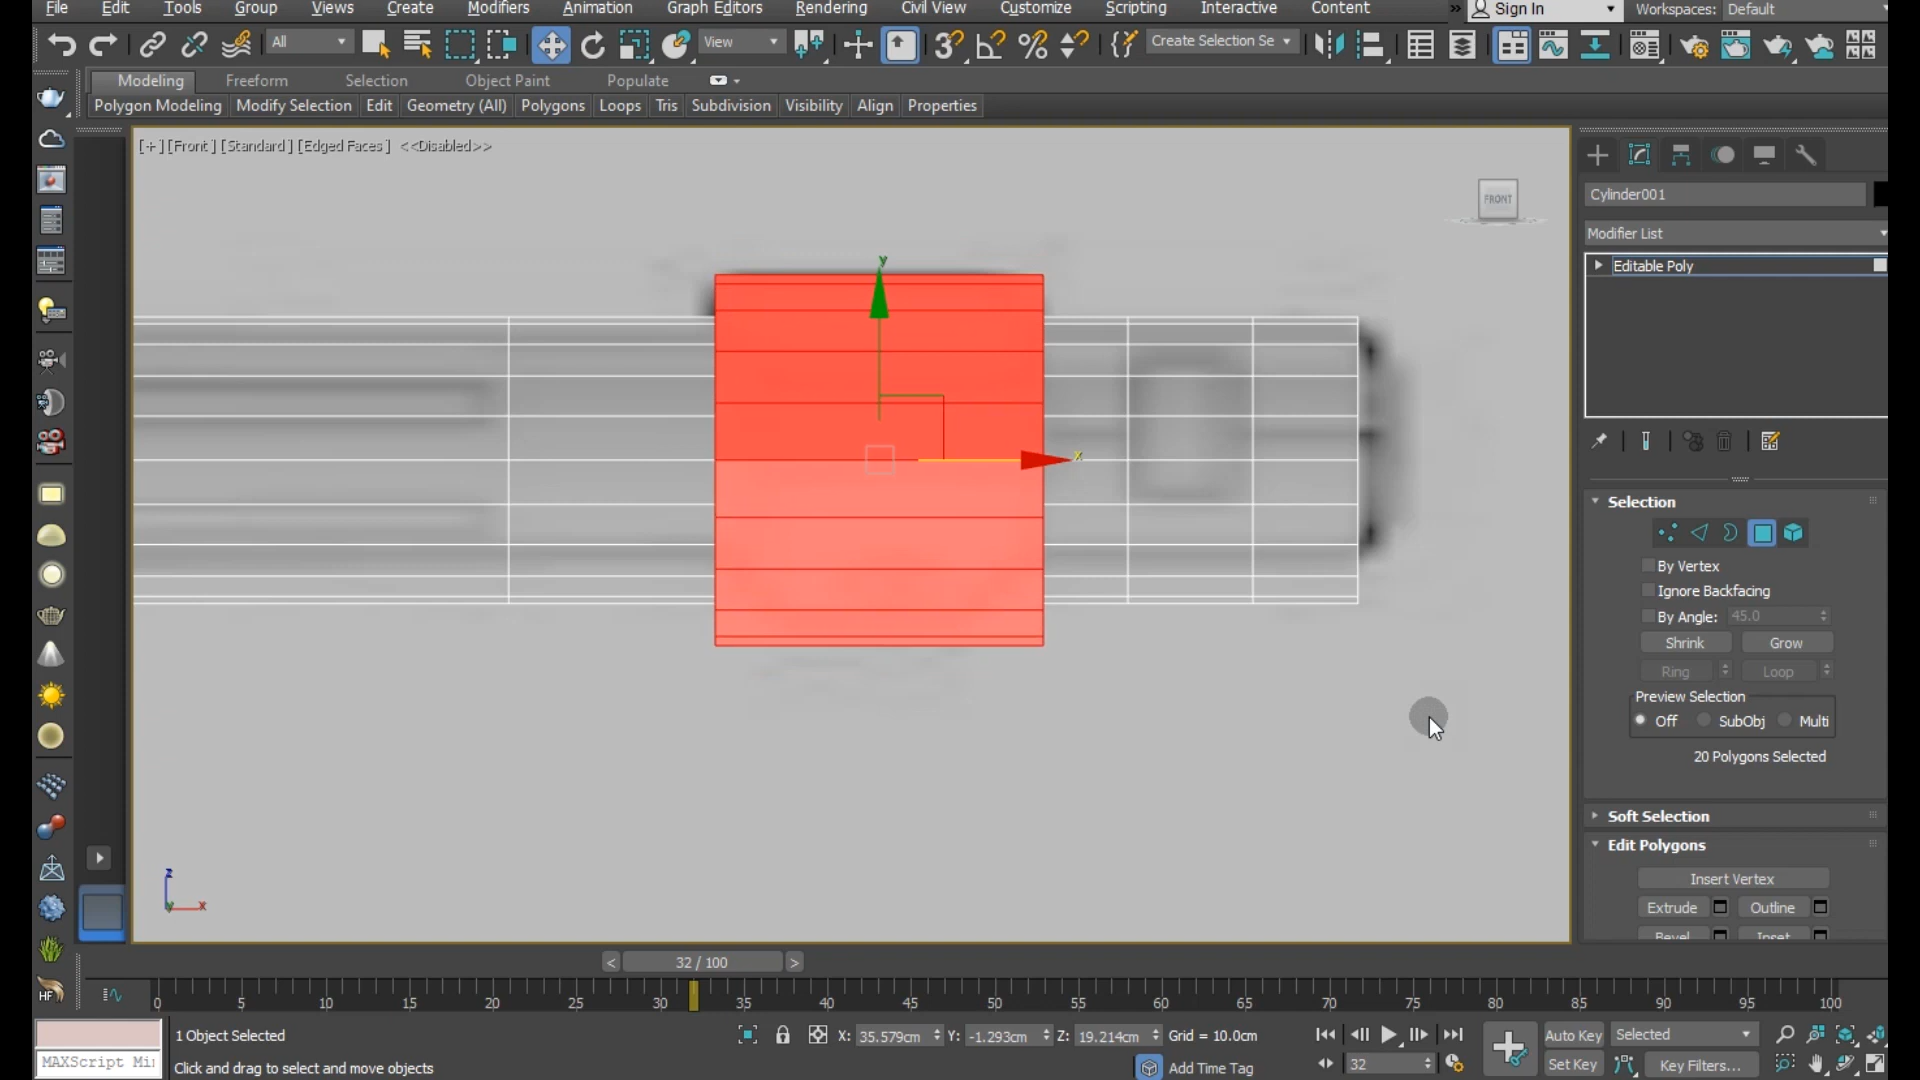 File Edit Tools Group Views Create Modifiers Animation Graph Editors Rendering Civil View Customize Scripting Interactive Content » Sign In Workspaces: Default
All View Create Selection Se
Modeling Freeform Selection Object Paint Populate
Polygon Modeling Modify Selection Edit Geometry (All) Polygons Loops Tris Subdivision Visibility Align Properties
[+] [Front] [Standard] [Edged Faces] <<Disabled>>
FRONT
y
x
z
y x
Cylinder001
Modifier List
Editable Poly
Selection
By Vertex
Ignore Backfacing
By Angle: 45.0
Shrink Grow
Ring Loop
Preview Selection
Off SubObj Multi
20 Polygons Selected
Soft Selection
Edit Polygons
Insert Vertex
Extrude Outline
Bevel Inset
HF
< 32 / 100 >
0 5 10 15 20 25 30 35 40 45 50 55 60 65 70 75 80 85 90 95 100
1 Object Selected X: 35.579cm Y: -1.293cm Z: 19.214cm Grid = 10.0cm Auto Key Selected
MAXScript Mi Click and drag to select and move objects Add Time Tag 32 Set Key Key Filters...